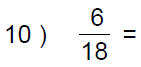 10 ) 6/18 =